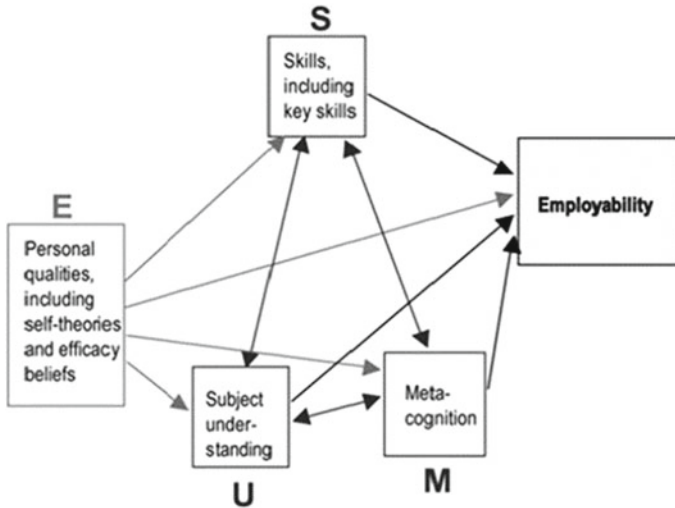 S
Skills,
including
key skills
Employability
E
Personal
qualities,
including
self-theories
and efficacy
beliefs
Subject
under-
standing
U
Meta-
cognition
M